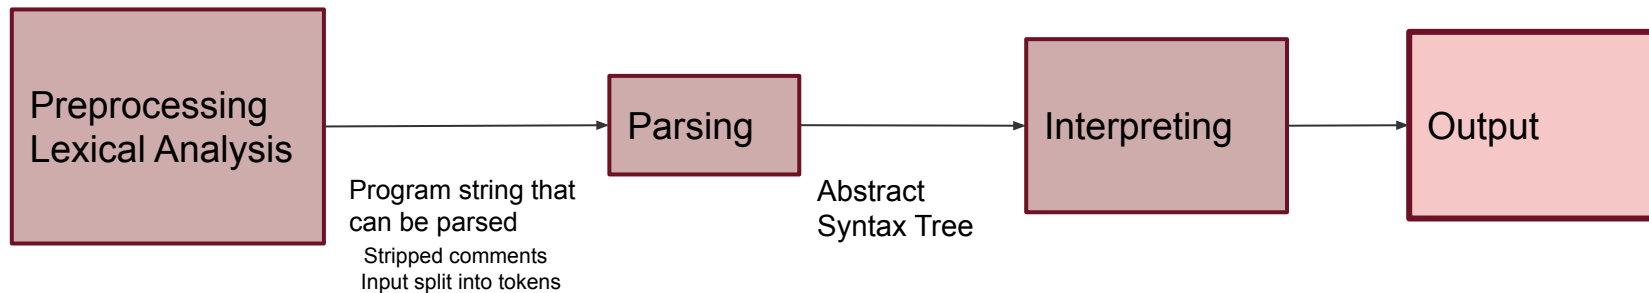 Preprocessing
Lexical Analysis
Program string that
can be parsed
Stripped comments
Input split into tokens
Parsing
Abstract
Syntax Tree
Interpreting
Output